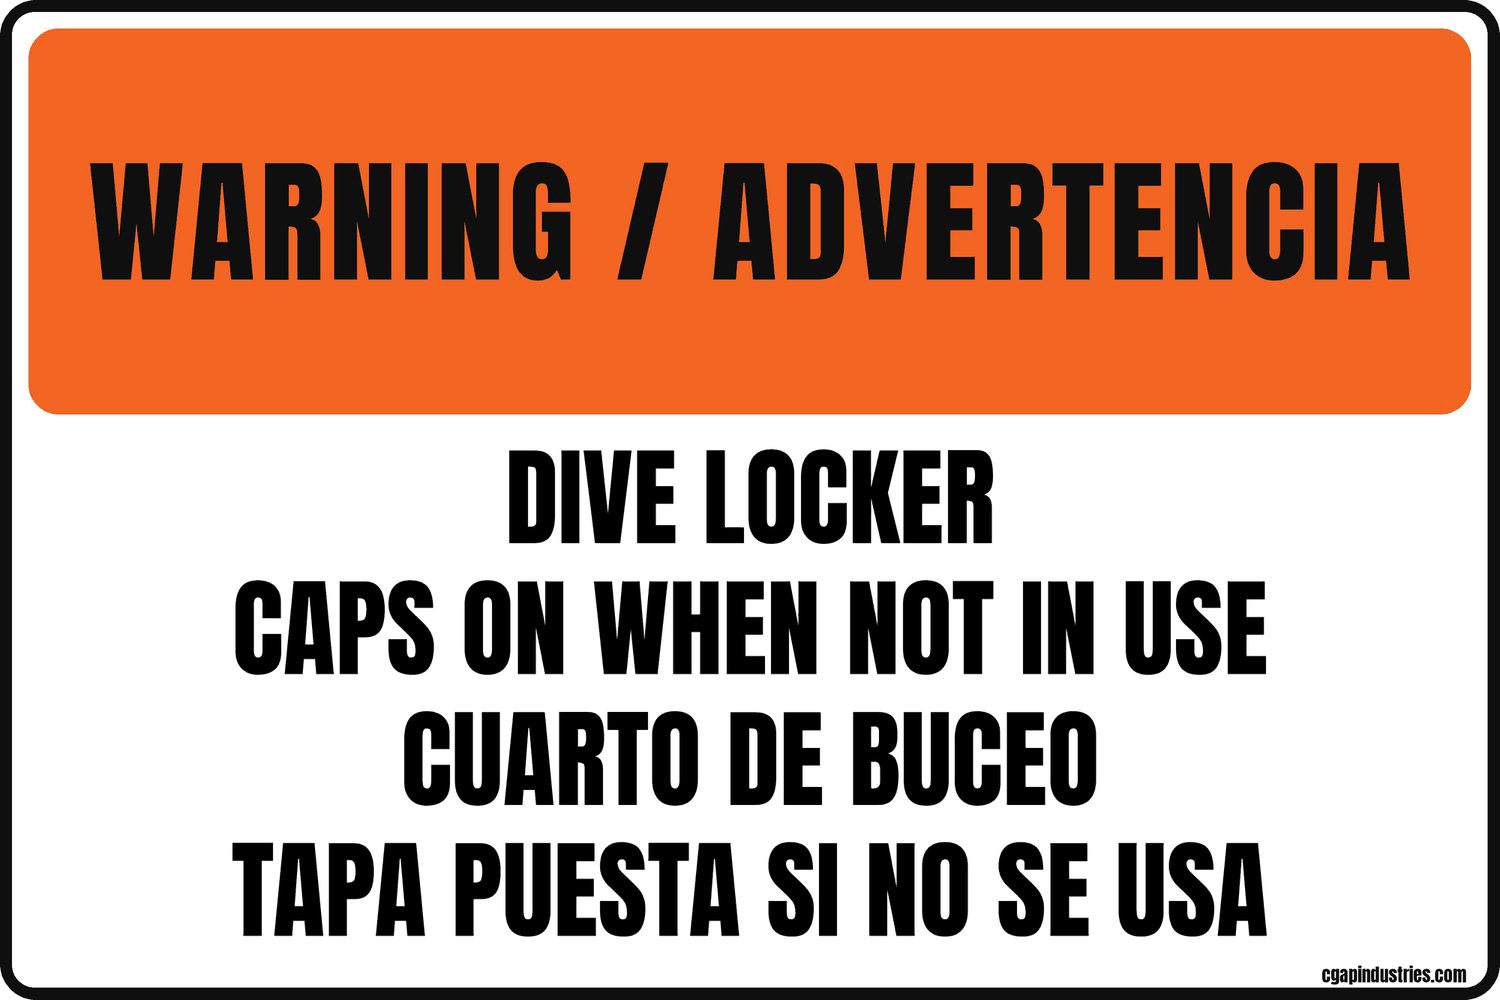 WARNING / ADVERTENCIA
DIVE LOCKER
CAPS ON WHEN NOT IN USE
CUARTO DE BUCEO
TAPA PUESTA SI NO SE USA
cgapindustries.com